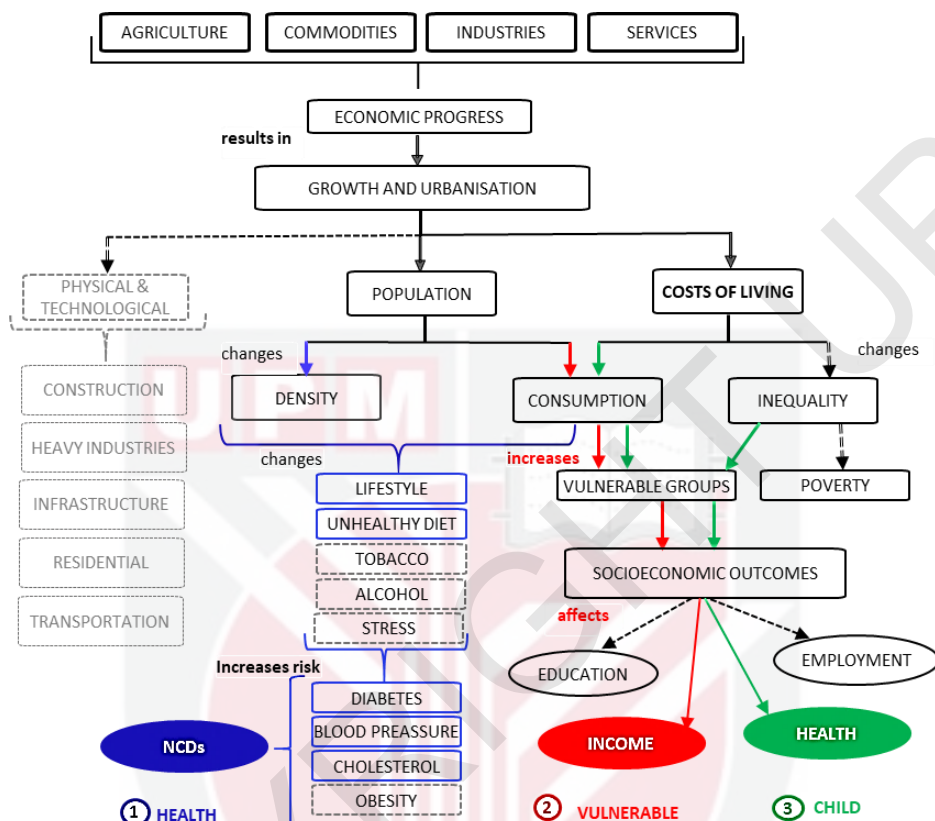 AGRICULTURE
COMMODITIES
INDUSTRIES
SERVICES
ECONOMIC PROGRESS
results in
GROWTH AND URBANISATION
PHYSICAL &
TECHNOLOGICAL
POPULATION
COSTS OF LIVING
changes
changes
CONSTRUCTION
DENSITY
CONSUMPTION
INEQUALITY
HEAVY INDUSTRIES
changes
increases
LIFESTYLE
VULNERABLE GROUPS
POVERTY
INFRASTRUCTURE
UNHEALTHY DIET
TOBACCO
RESIDENTIAL
SOCIOECONOMIC OUTCOMES
ALCOHOL
TRANSPORTATION
STRESS
affects
Increases risk
EDUCATION
EMPLOYMENT
DIABETES
BLOOD PREASSURE
NCDs
INCOME
HEALTH
CHOLESTEROL
OBESITY
1 HEALTH
2 VULNERABLE
3 CHILD
UPM
COPYRIGHT UP